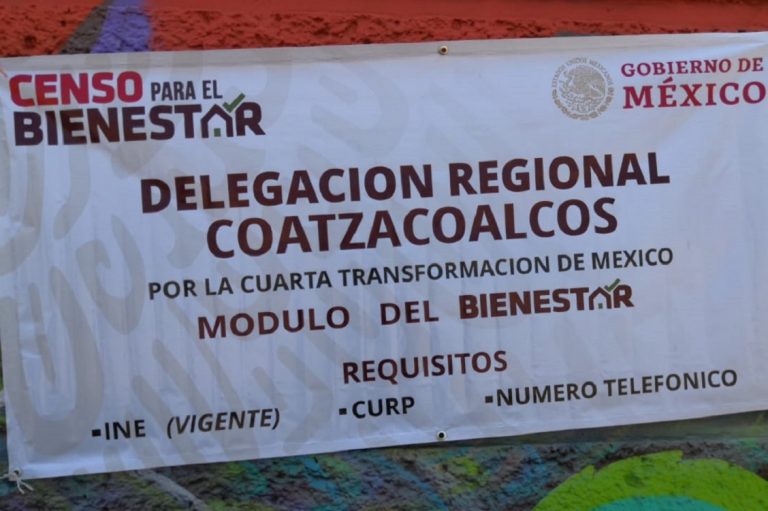 CENSO PARA EL
BIENESTAR
GOBIERNO DE
MÉXICO
DELEGACION REGIONAL
COATZACOALCOS
POR LA CUARTA TRANSFORMACION DE MEXICO
MODULO DEL BIENESTAR
REQUISITOS
▪INE (VIGENTE) ▪CURP ▪NUMERO TELEFONICO